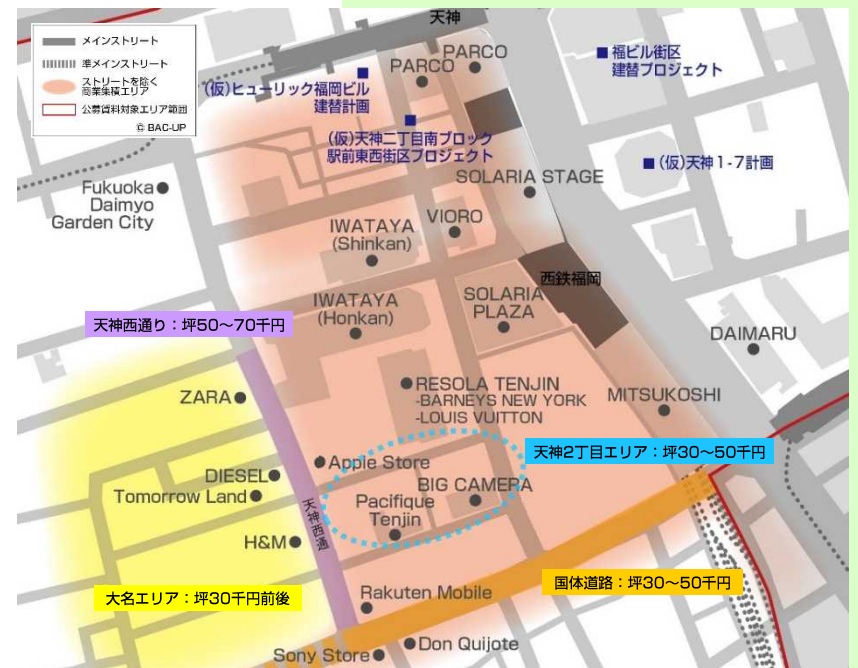 天神
メインストリート
準メインストリート
ストリートを除く
商業集積エリア
公募賃料対象エリア範囲
© BAC-UP
PARCO
PARCO
■ 福ビル街区
建替プロジェクト
(仮)ヒューリック福岡ビル
建替計画
(仮)天神二丁目南ブロック
駅前東西街区プロジェクト
■ (仮)天神1-7計画
SOLARIA STAGE
Fukuoka
Daimyo
Garden City
IWATAYA
(Shinkan)
VIORO
西鉄福岡
IWATAYA
(Honkan)
SOLARIA
PLAZA
天神西通り：坪50～70千円
DAIMARU
ZARA
RESOLA TENJIN
-BARNEYS NEW YORK
-LOUIS VUITTON
MITSUKOSHI
天神2丁目エリア：坪30～50千円
Apple Store
DIESEL
Tomorrow Land
BIG CAMERA
Pacifique
Tenjin
天神西通
H&M
国体道路：坪30～50千円
大名エリア：坪30千円前後
Rakuten Mobile
Don Quijote
Sony Store